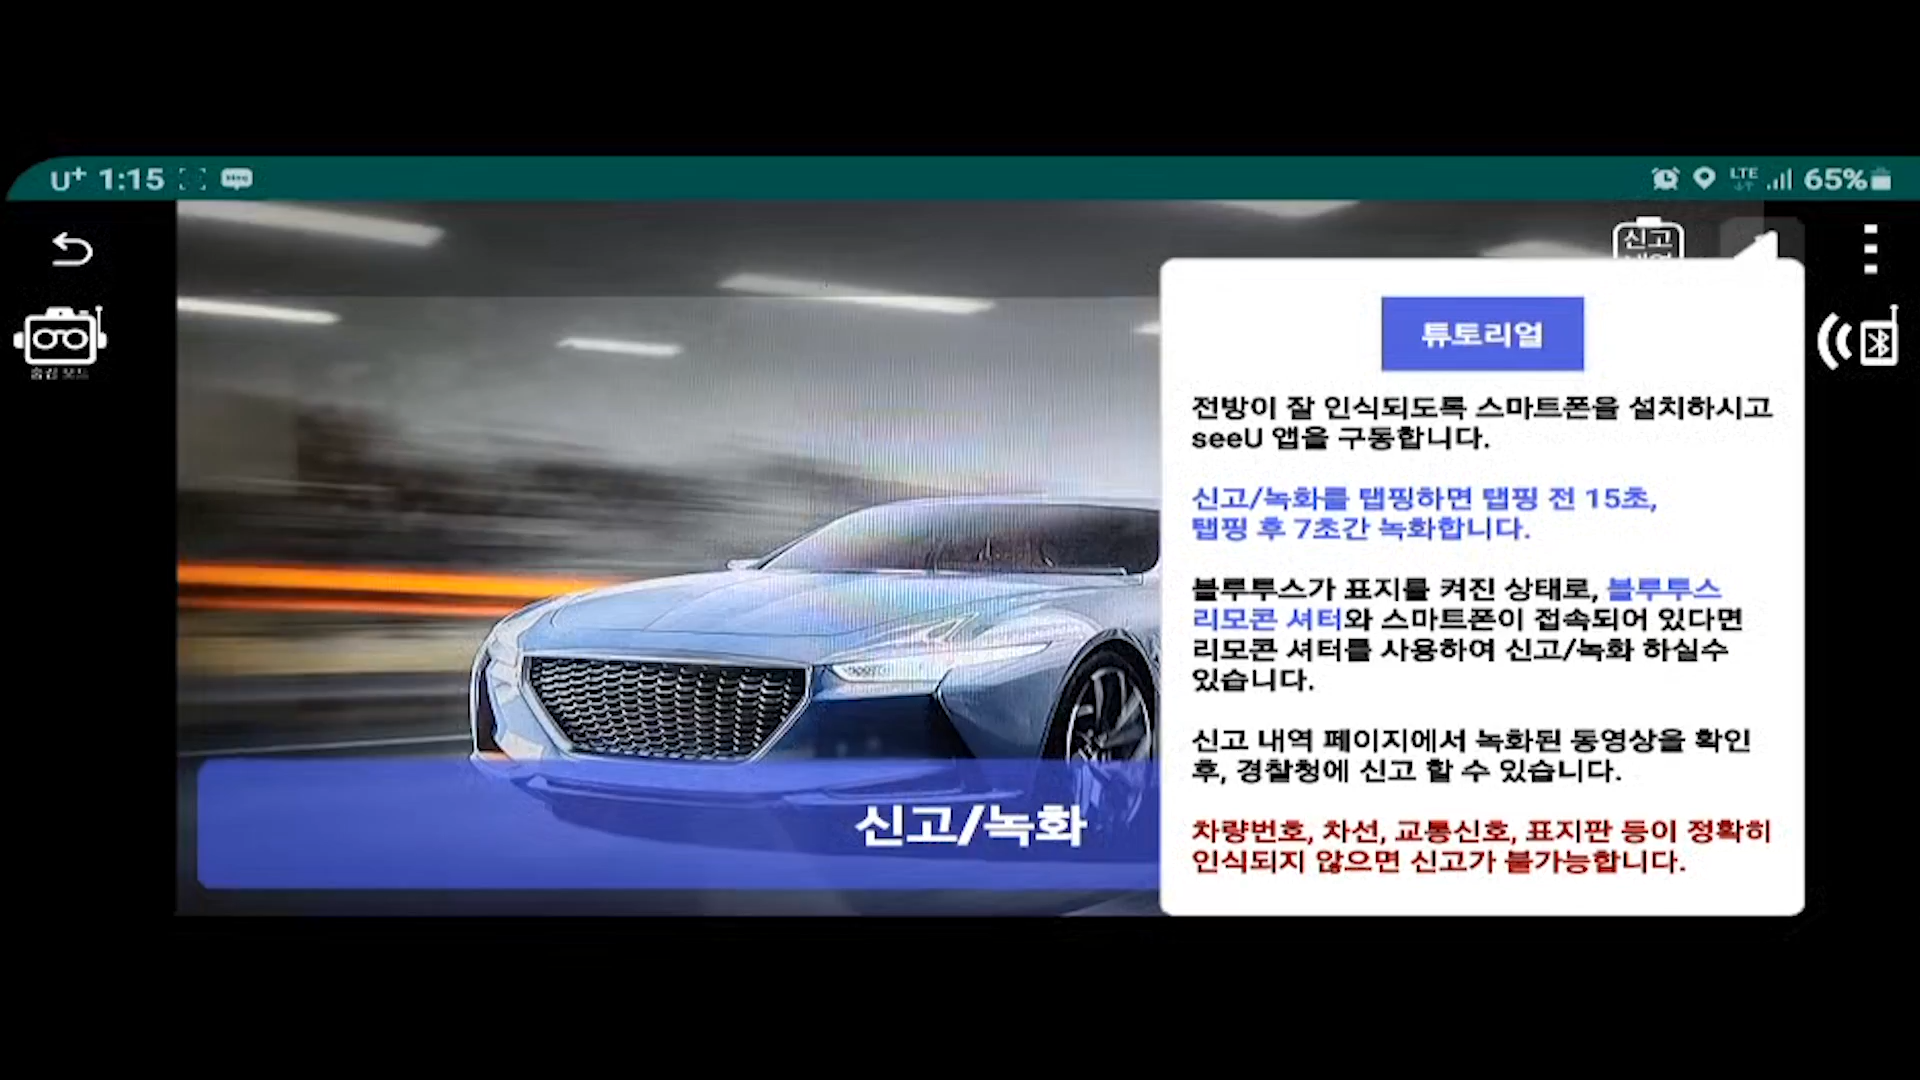 U+ 1:15
LTE
65%
신고
튜토리얼
전방이 잘 인식되도록 스마트폰을 설치하시고
seeU 앱을 구동합니다.
신고/녹화를 탭핑하면 탭핑 전 15초,
탭핑 후 7초간 녹화합니다.
블루투스가 표지를 켜진 상태로, 블루투스
리모콘 셔터와 스마트폰이 접속되어 있다면
리모콘 셔터를 사용하여 신고/녹화 하실수
있습니다.
신고 내역 페이지에서 녹화된 동영상을 확인
후, 경찰청에 신고 할 수 있습니다.
차량번호, 차선, 교통신호, 표지판 등이 정확히
인식되지 않으면 신고가 불가능합니다.
신고/녹화